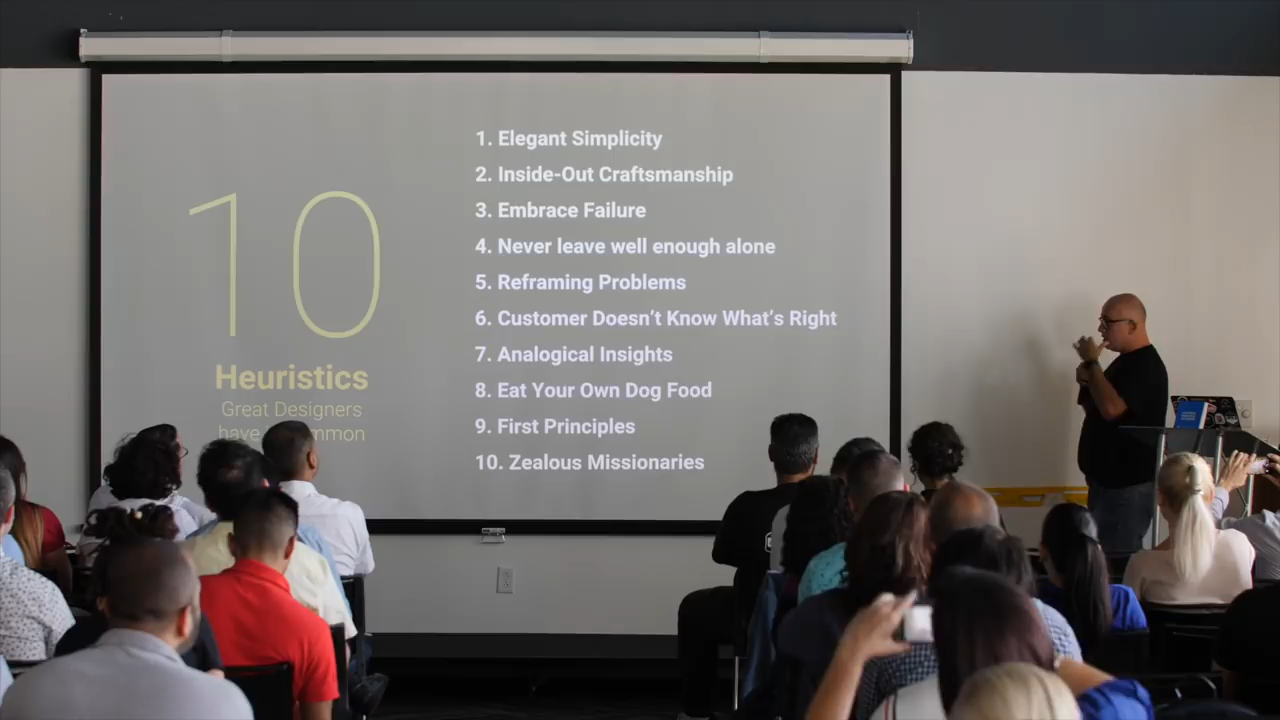 10
Heuristics
Great Designers
have mmon
1. Elegant Simplicity
2. Inside-Out Craftsmanship
3. Embrace Failure
4. Never leave well enough alone
5. Reframing Problems
6. Customer Doesn’t Know What’s Right
7. Analogical Insights
8. Eat Your Own Dog Food
9. First Principles
10. Zealous Missionaries